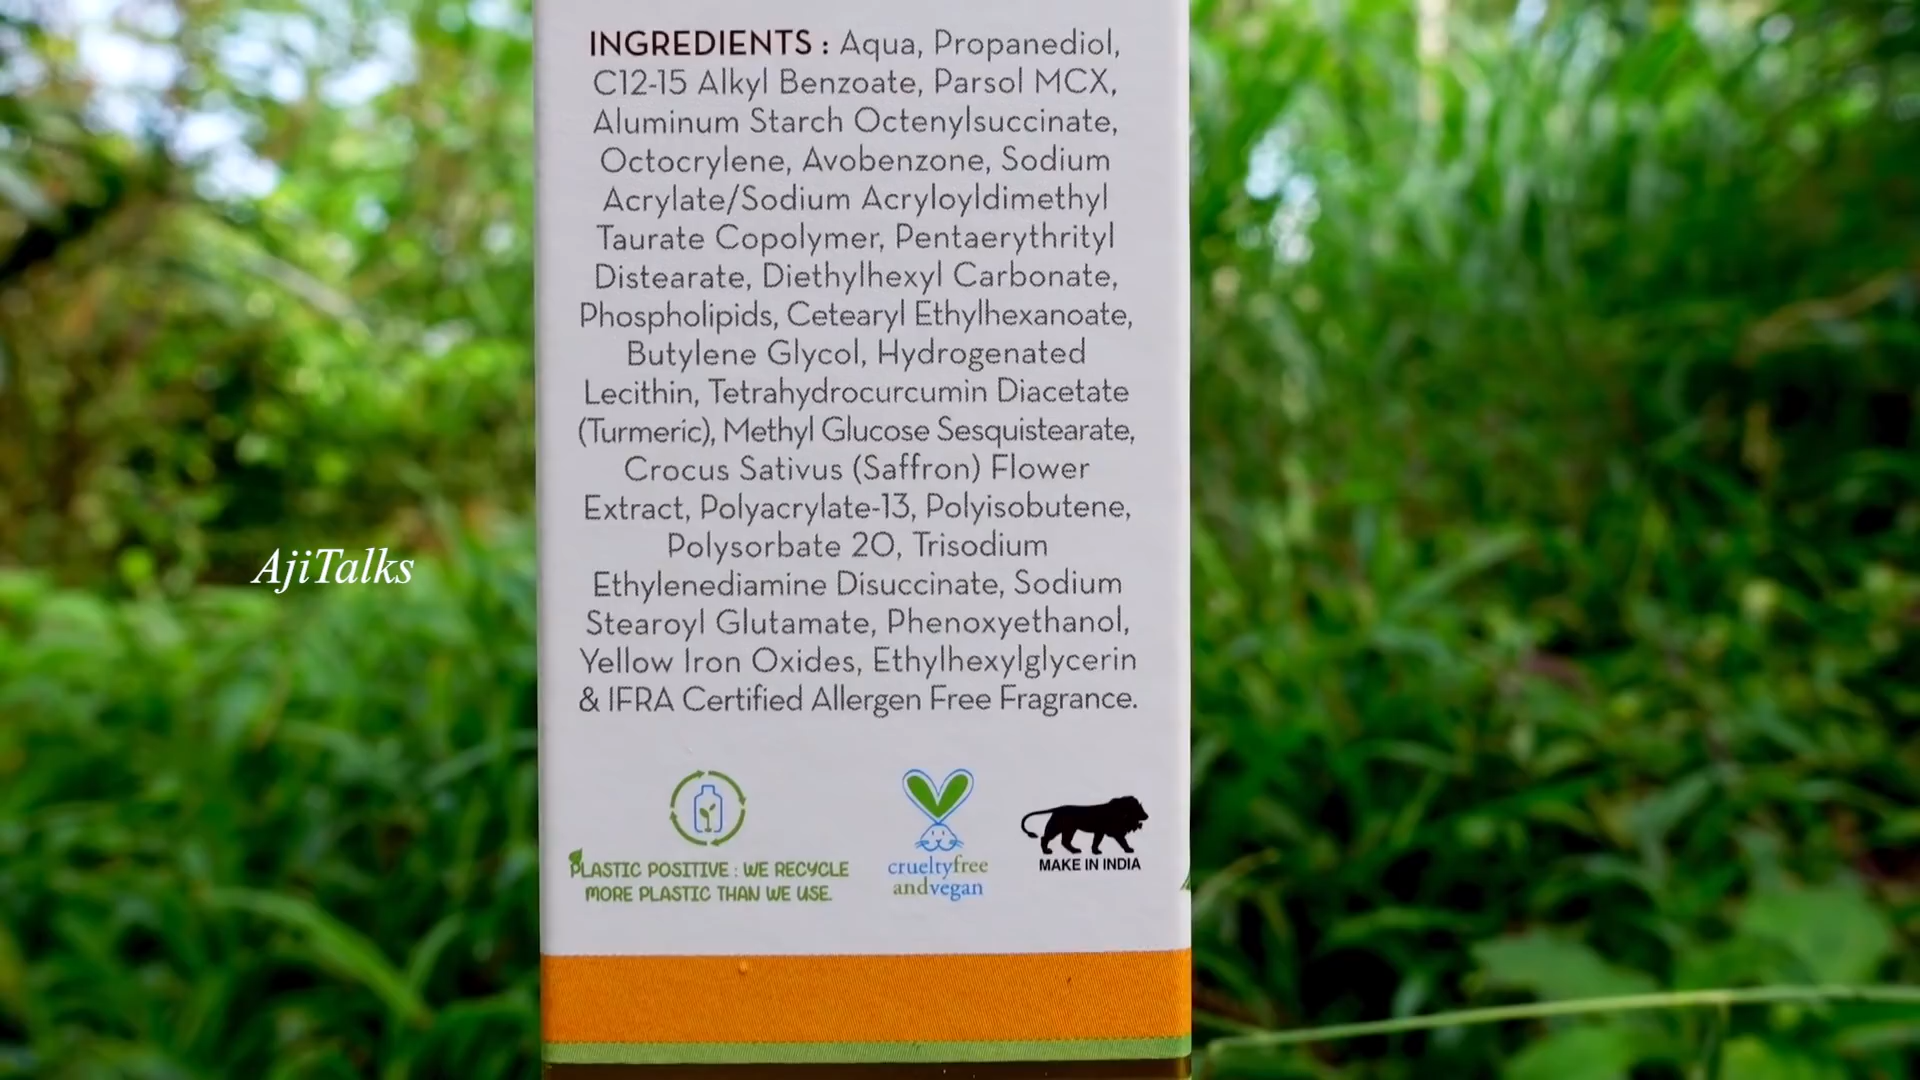 INGREDIENTS : Aqua, Propanediol,
C12-15 Alkyl Benzoate, Parsol MCX,
Aluminum Starch Octenylsuccinate,
Octocrylene, Avobenzone, Sodium
Acrylate/Sodium Acryloyldimethyl
Taurate Copolymer, Pentaerythrityl
Distearate, Diethylhexyl Carbonate,
Phospholipids, Cetearyl Ethylhexanoate,
Butylene Glycol, Hydrogenated
Lecithin, Tetrahydrocurcumin Diacetate
(Turmeric), Methyl Glucose Sesquistearate,
Crocus Sativus (Saffron) Flower
Extract, Polyacrylate-13, Polyisobutene,
Polysorbate 20, Trisodium
Ethylenediamine Disuccinate, Sodium
Stearoyl Glutamate, Phenoxyethanol,
Yellow Iron Oxides, Ethylhexylglycerin
& IFRA Certified Allergen Free Fragrance.
AjiTalks
PLASTIC POSITIVE : WE RECYCLE
MORE PLASTIC THAN WE USE.
crueltyfree
andvegan
MAKE IN INDIA